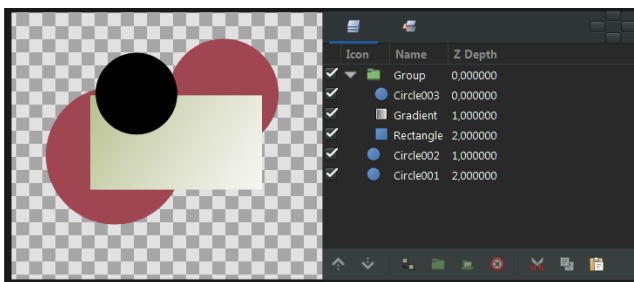 Icon Name Z Depth
Group 0,000000
Circle003 0,000000
Gradient 1,000000
Rectangle 2,000000
Circle002 1,000000
Circle001 2,000000